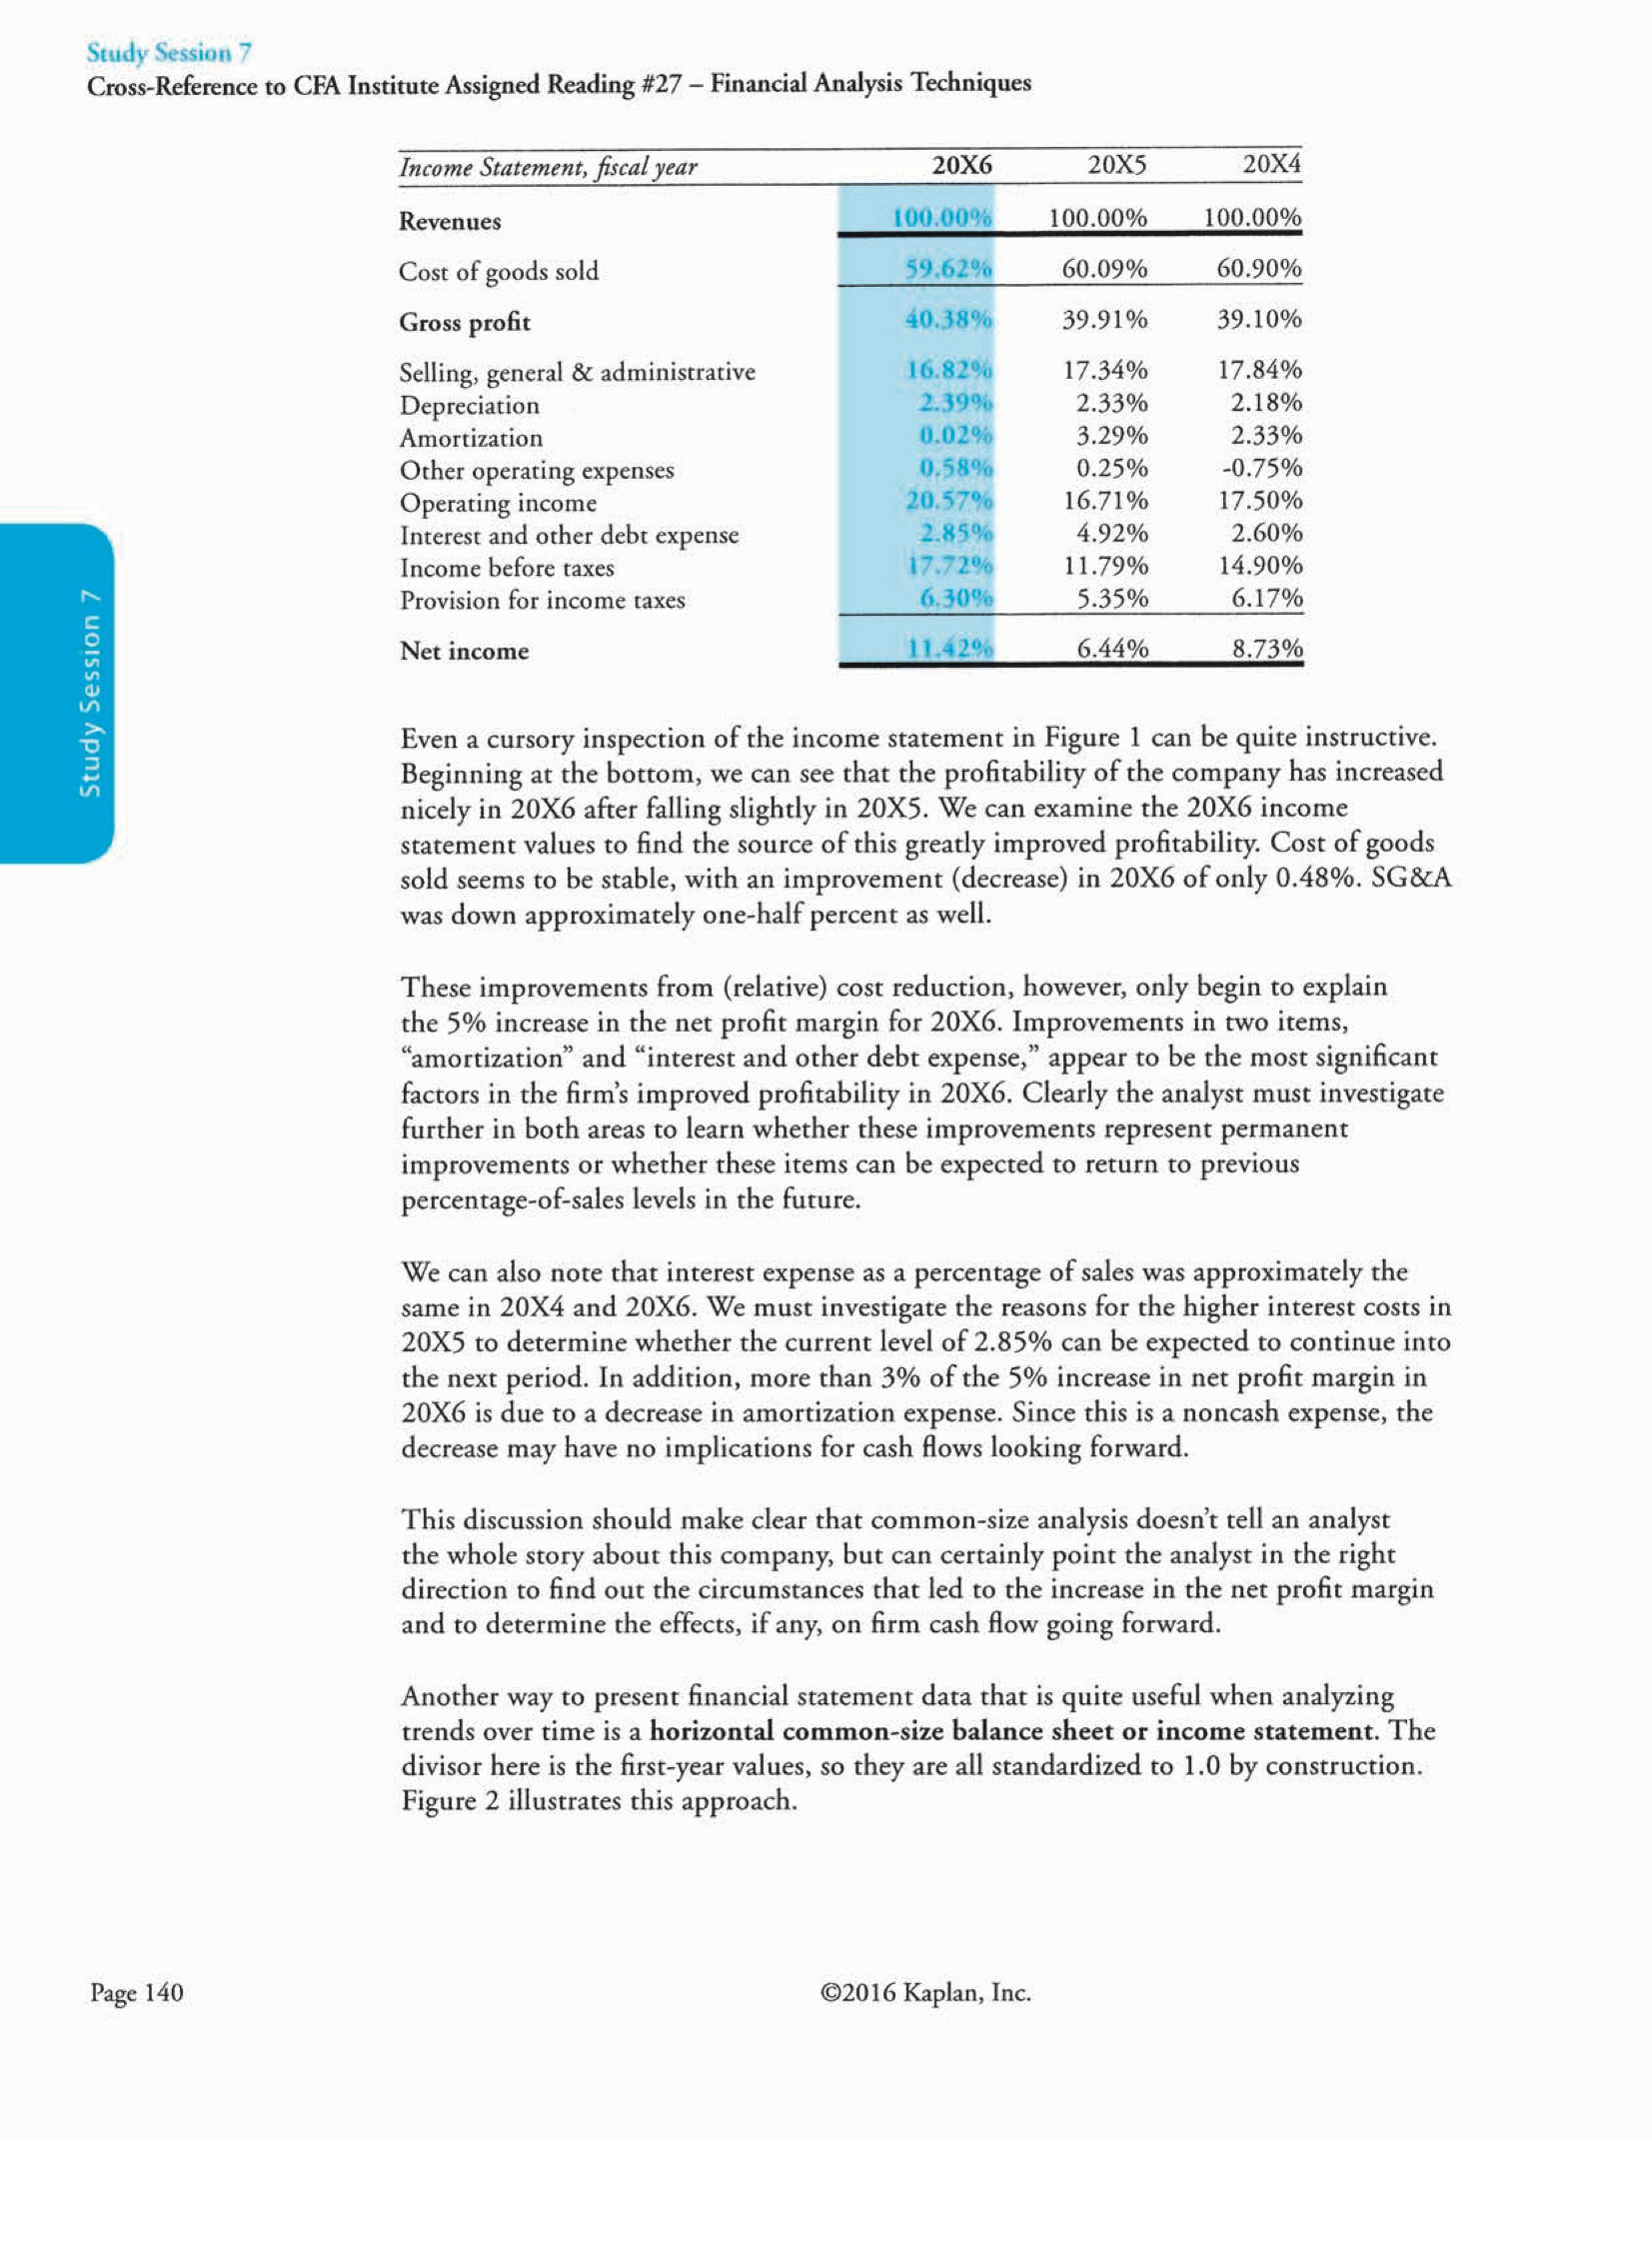 Study Session 7
Cross-Reference to CFA Institute Assigned Reading #27 – Financial Analysis Techniques
Income Statement, fiscal year 20X6 20X5 20X4
Revenues 100.00% 100.00% 100.00%
Cost of goods sold 59.62% 60.09% 60.90%
Gross profit 40.38% 39.91% 39.10%
Selling, general & administrative 16.82% 17.34% 17.84%
Depreciation 2.39% 2.33% 2.18%
Amortization 0.02% 3.29% 2.33%
Other operating expenses 0.58% 0.25% -0.75%
Operating income 20.57% 16.71% 17.50%
Interest and other debt expense 2.85% 4.92% 2.60%
Income before taxes 17.72% 11.79% 14.90%
Provision for income taxes 6.30% 5.35% 6.17%
Net income 11.42% 6.44% 8.73%
Study Session 7
Even a cursory inspection of the income statement in Figure 1 can be quite instructive.
Beginning at the bottom, we can see that the profitability of the company has increased
nicely in 20X6 after falling slightly in 20X5. We can examine the 20X6 income
statement values to find the source of this greatly improved profitability. Cost of goods
sold seems to be stable, with an improvement (decrease) in 20X6 of only 0.48%. SG&A
was down approximately one-half percent as well.
These improvements from (relative) cost reduction, however, only begin to explain
the 5% increase in the net profit margin for 20X6. Improvements in two items,
“amortization” and “interest and other debt expense,” appear to be the most significant
factors in the firm’s improved profitability in 20X6. Clearly the analyst must investigate
further in both areas to learn whether these improvements represent permanent
improvements or whether these items can be expected to return to previous
percentage-of-sales levels in the future.
We can also note that interest expense as a percentage of sales was approximately the
same in 20X4 and 20X6. We must investigate the reasons for the higher interest costs in
20X5 to determine whether the current level of 2.85% can be expected to continue into
the next period. In addition, more than 3% of the 5% increase in net profit margin in
20X6 is due to a decrease in amortization expense. Since this is a noncash expense, the
decrease may have no implications for cash flows looking forward.
This discussion should make clear that common-size analysis doesn’t tell an analyst
the whole story about this company, but can certainly point the analyst in the right
direction to find out the circumstances that led to the increase in the net profit margin
and to determine the effects, if any, on firm cash flow going forward.
Another way to present financial statement data that is quite useful when analyzing
trends over time is a horizontal common-size balance sheet or income statement. The
divisor here is the first-year values, so they are all standardized to 1.0 by construction.
Figure 2 illustrates this approach.
Page 140 ©2016 Kaplan, Inc.